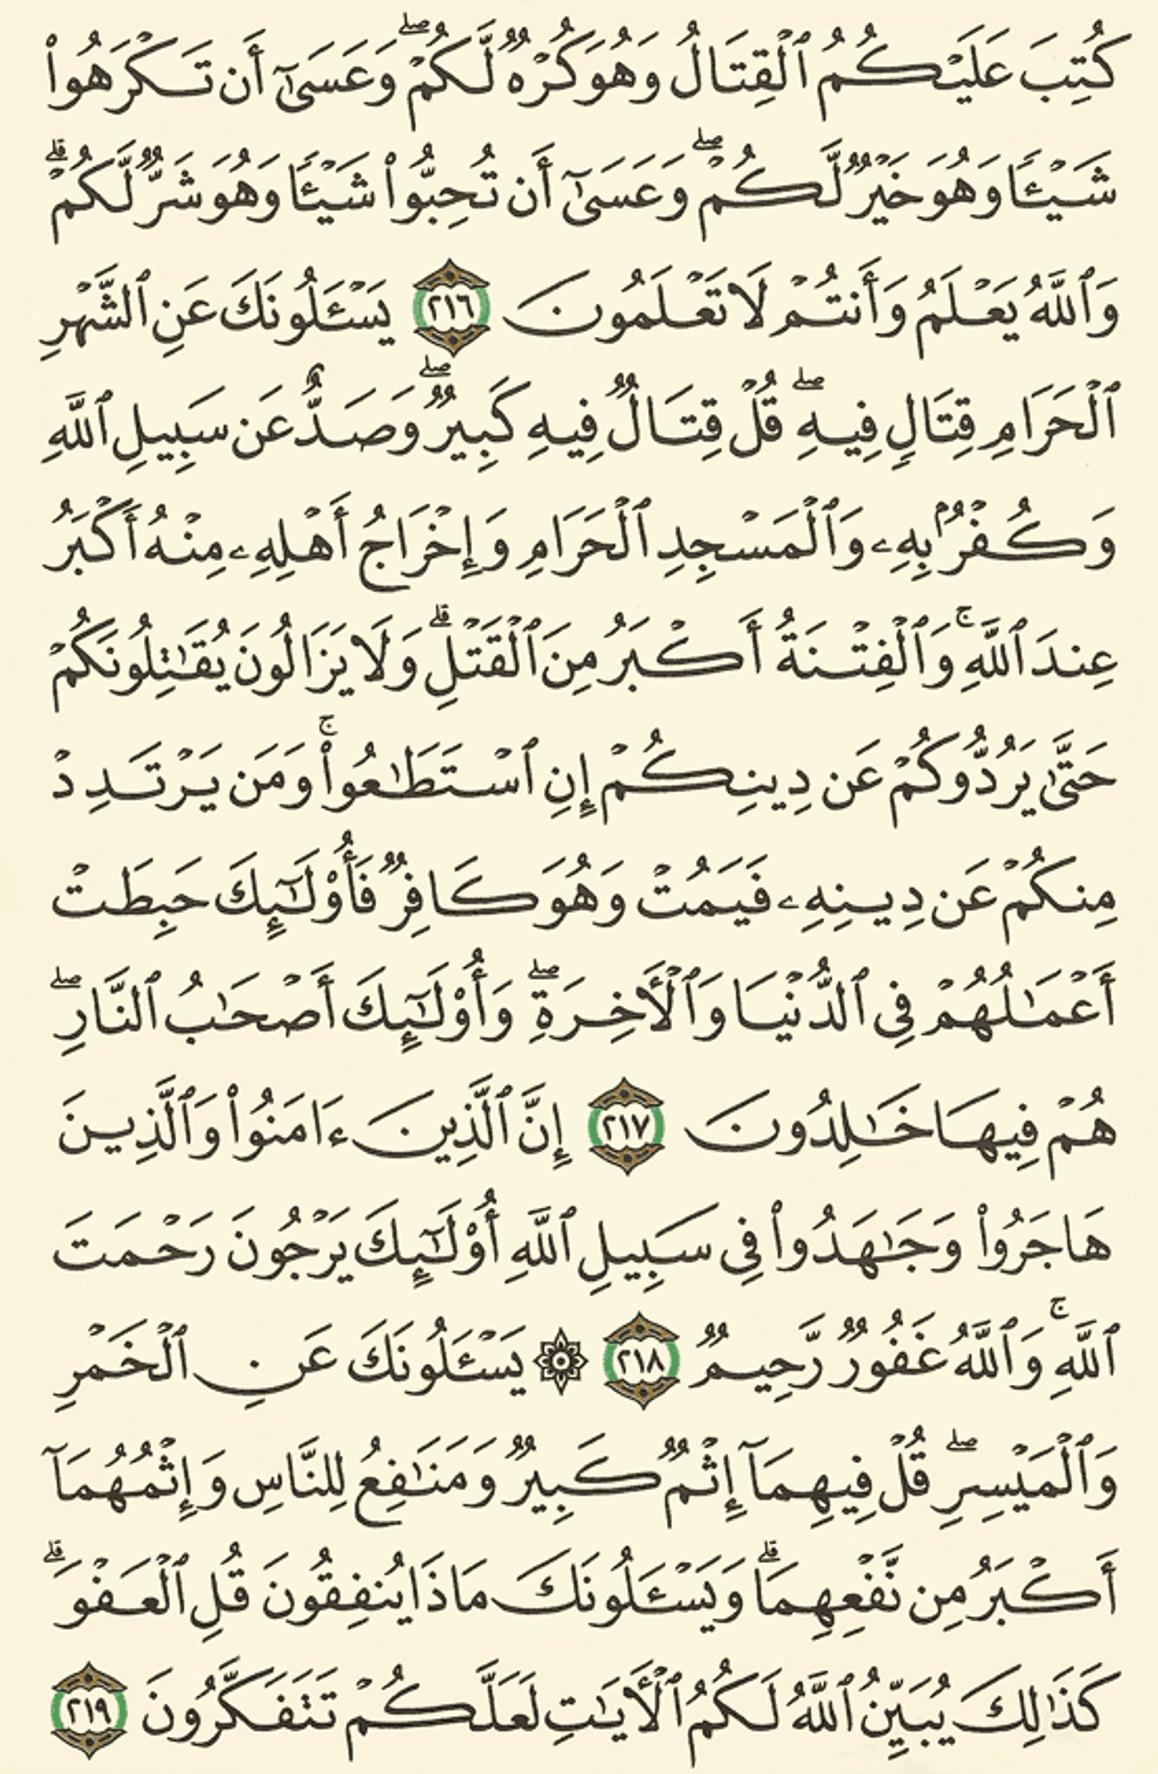 كُتِبَ عَلَيْكُمُ ٱلْقِتَالُ وَهُوَ كُرْهٌ لَّكُمْ ۖ وَعَسَىٰٓ أَن تَكْرَهُوا۟
شَيْـًٔا وَهُوَ خَيْرٌ لَّكُمْ ۖ وَعَسَىٰٓ أَن تُحِبُّوا۟ شَيْـًٔا وَهُوَ شَرٌّ لَّكُمْ ۗ
وَٱللَّهُ يَعْلَمُ وَأَنتُمْ لَا تَعْلَمُونَ ٢١٦ يَسْـَٔلُونَكَ عَنِ ٱلشَّهْرِ
ٱلْحَرَامِ قِتَالٍ فِيهِ ۖ قُلْ قِتَالٌ فِيهِ كَبِيرٌ ۖ وَصَدٌّ عَن سَبِيلِ ٱللَّهِ
وَكُفْرٌۢ بِهِۦ وَٱلْمَسْجِدِ ٱلْحَرَامِ وَإِخْرَاجُ أَهْلِهِۦ مِنْهُ أَكْبَرُ
عِندَ ٱللَّهِ ۚ وَٱلْفِتْنَةُ أَكْبَرُ مِنَ ٱلْقَتْلِ ۗ وَلَا يَزَالُونَ يُقَـٰتِلُونَكُمْ
حَتَّىٰ يَرُدُّوكُمْ عَن دِينِكُمْ إِنِ ٱسْتَطَـٰعُوا۟ ۚ وَمَن يَرْتَدِدْ
مِنكُمْ عَن دِينِهِۦ فَيَمُتْ وَهُوَ كَافِرٌ فَأُو۟لَـٰٓئِكَ حَبِطَتْ
أَعْمَـٰلُهُمْ فِى ٱلدُّنْيَا وَٱلْـَٔاخِرَةِ ۖ وَأُو۟لَـٰٓئِكَ أَصْحَـٰبُ ٱلنَّارِ ۖ
هُمْ فِيهَا خَـٰلِدُونَ ٢١٧ إِنَّ ٱلَّذِينَ ءَامَنُوا۟ وَٱلَّذِينَ
هَاجَرُوا۟ وَجَـٰهَدُوا۟ فِى سَبِيلِ ٱللَّهِ أُو۟لَـٰٓئِكَ يَرْجُونَ رَحْمَتَ
ٱللَّهِ ۚ وَٱللَّهُ غَفُورٌ رَّحِيمٌ ٢١٨ ۞ يَسْـَٔلُونَكَ عَنِ ٱلْخَمْرِ
وَٱلْمَيْسِرِ ۖ قُلْ فِيهِمَآ إِثْمٌ كَبِيرٌ وَمَنَـٰفِعُ لِلنَّاسِ وَإِثْمُهُمَآ
أَكْبَرُ مِن نَّفْعِهِمَا ۗ وَيَسْـَٔلُونَكَ مَاذَا يُنفِقُونَ قُلِ ٱلْعَفْوَ ۗ
كَذَٰلِكَ يُبَيِّنُ ٱللَّهُ لَكُمُ ٱلْـَٔايَـٰتِ لَعَلَّكُمْ تَتَفَكَّرُونَ ٢١٩